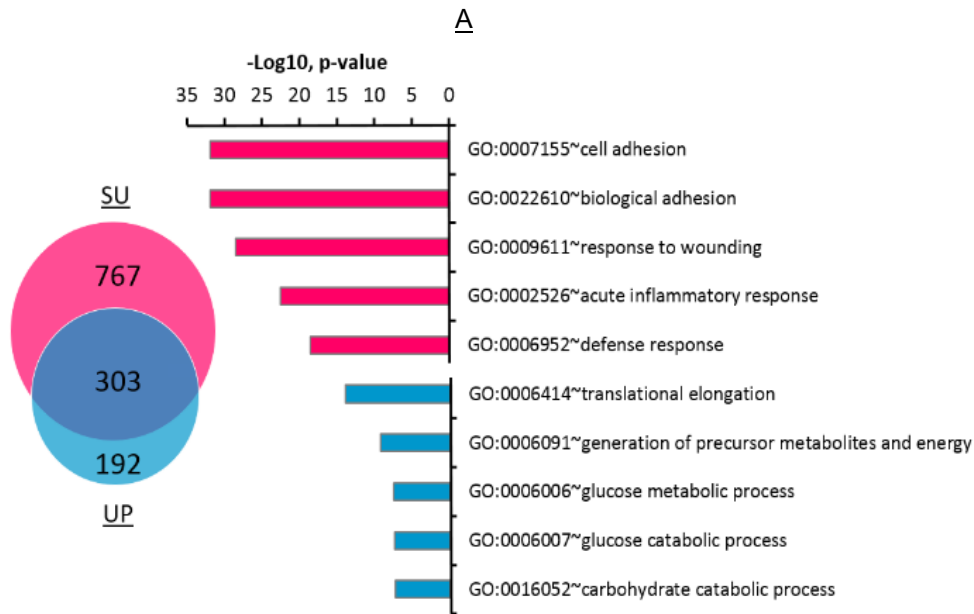 A
-Log10, p-value
35 30 25 20 15 10 5 0
GO:0007155~cell adhesion
GO:0022610~biological adhesion
GO:0009611~response to wounding
GO:0002526~acute inflammatory response
GO:0006952~defense response
GO:0006414~translational elongation
GO:0006091~generation of precursor metabolites and energy
GO:0006006~glucose metabolic process
GO:0006007~glucose catabolic process
GO:0016052~carbohydrate catabolic process
SU
767
303
192
UP